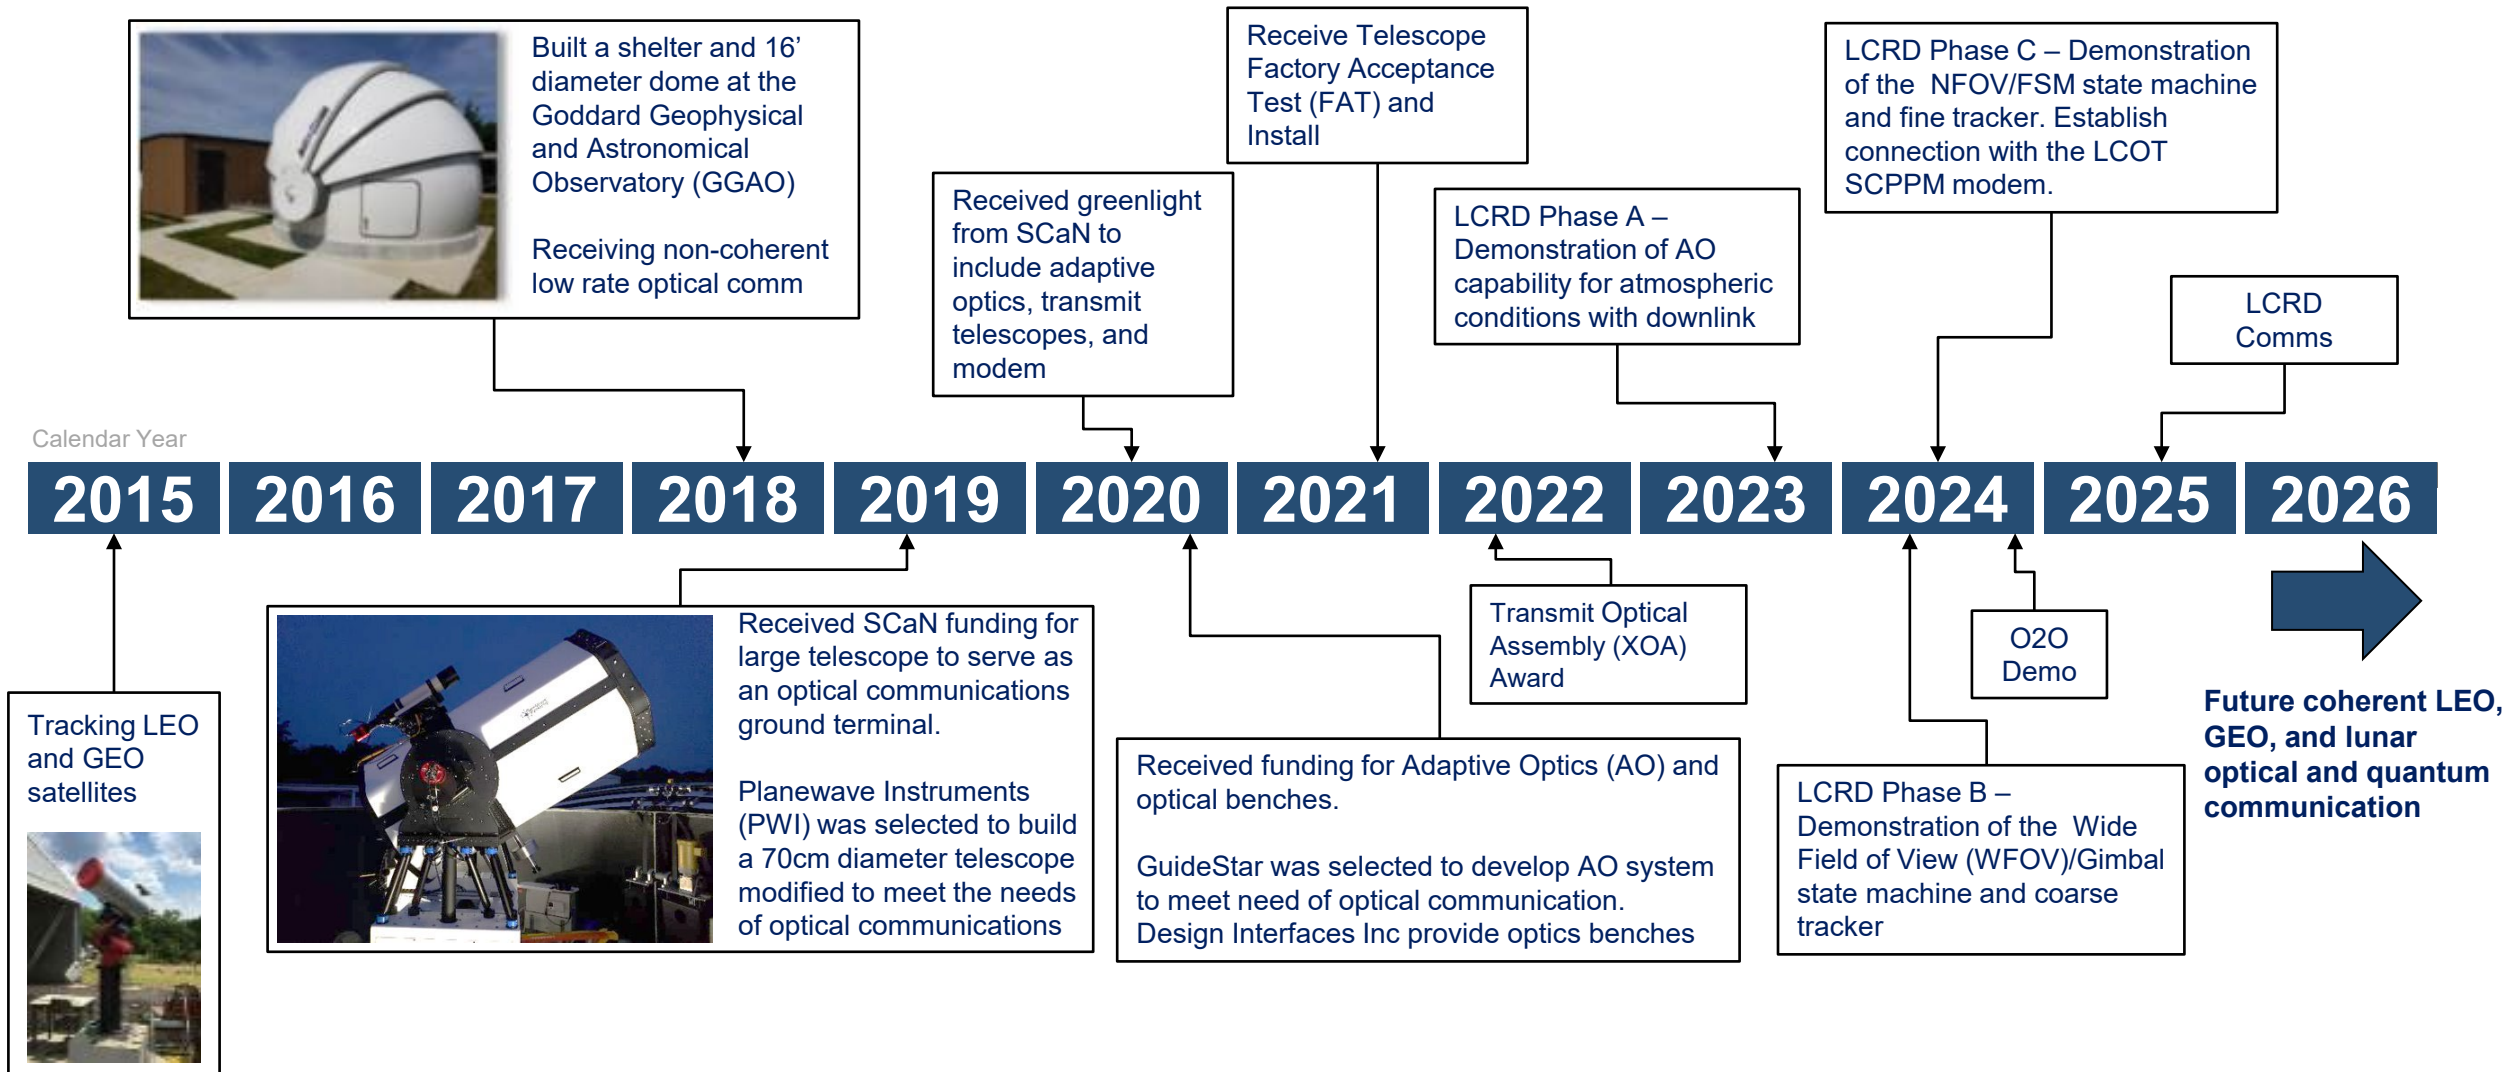 Built a shelter and 16’
diameter dome at the
Goddard Geophysical
and Astronomical
Observatory (GGAO)
Receiving non-coherent
low rate optical comm
Received greenlight
from SCaN to
include adaptive
optics, transmit
telescopes, and
modem
Receive Telescope
Factory Acceptance
Test (FAT) and
Install
LCRD Phase A –
Demonstration of AO
capability for atmospheric
conditions with downlink
LCRD Phase C – Demonstration
of the NFOV/FSM state machine
and fine tracker. Establish
connection with the LCOT
SCPPM modem.
LCRD
Comms
Calendar Year
2015 2016 2017 2018 2019 2020 2021 2022 2023 2024 2025 2026
Tracking LEO
and GEO
satellites
Received SCaN funding for
large telescope to serve as
an optical communications
ground terminal.
Planewave Instruments
(PWI) was selected to build
a 70cm diameter telescope
modified to meet the needs
of optical communications
Received funding for Adaptive Optics (AO) and
optical benches.
GuideStar was selected to develop AO system
to meet need of optical communication.
Design Interfaces Inc provide optics benches
Transmit Optical
Assembly (XOA)
Award
LCRD Phase B –
Demonstration of the Wide
Field of View (WFOV)/Gimbal
state machine and coarse
tracker
O2O
Demo
Future coherent LEO,
GEO, and lunar
optical and quantum
communication